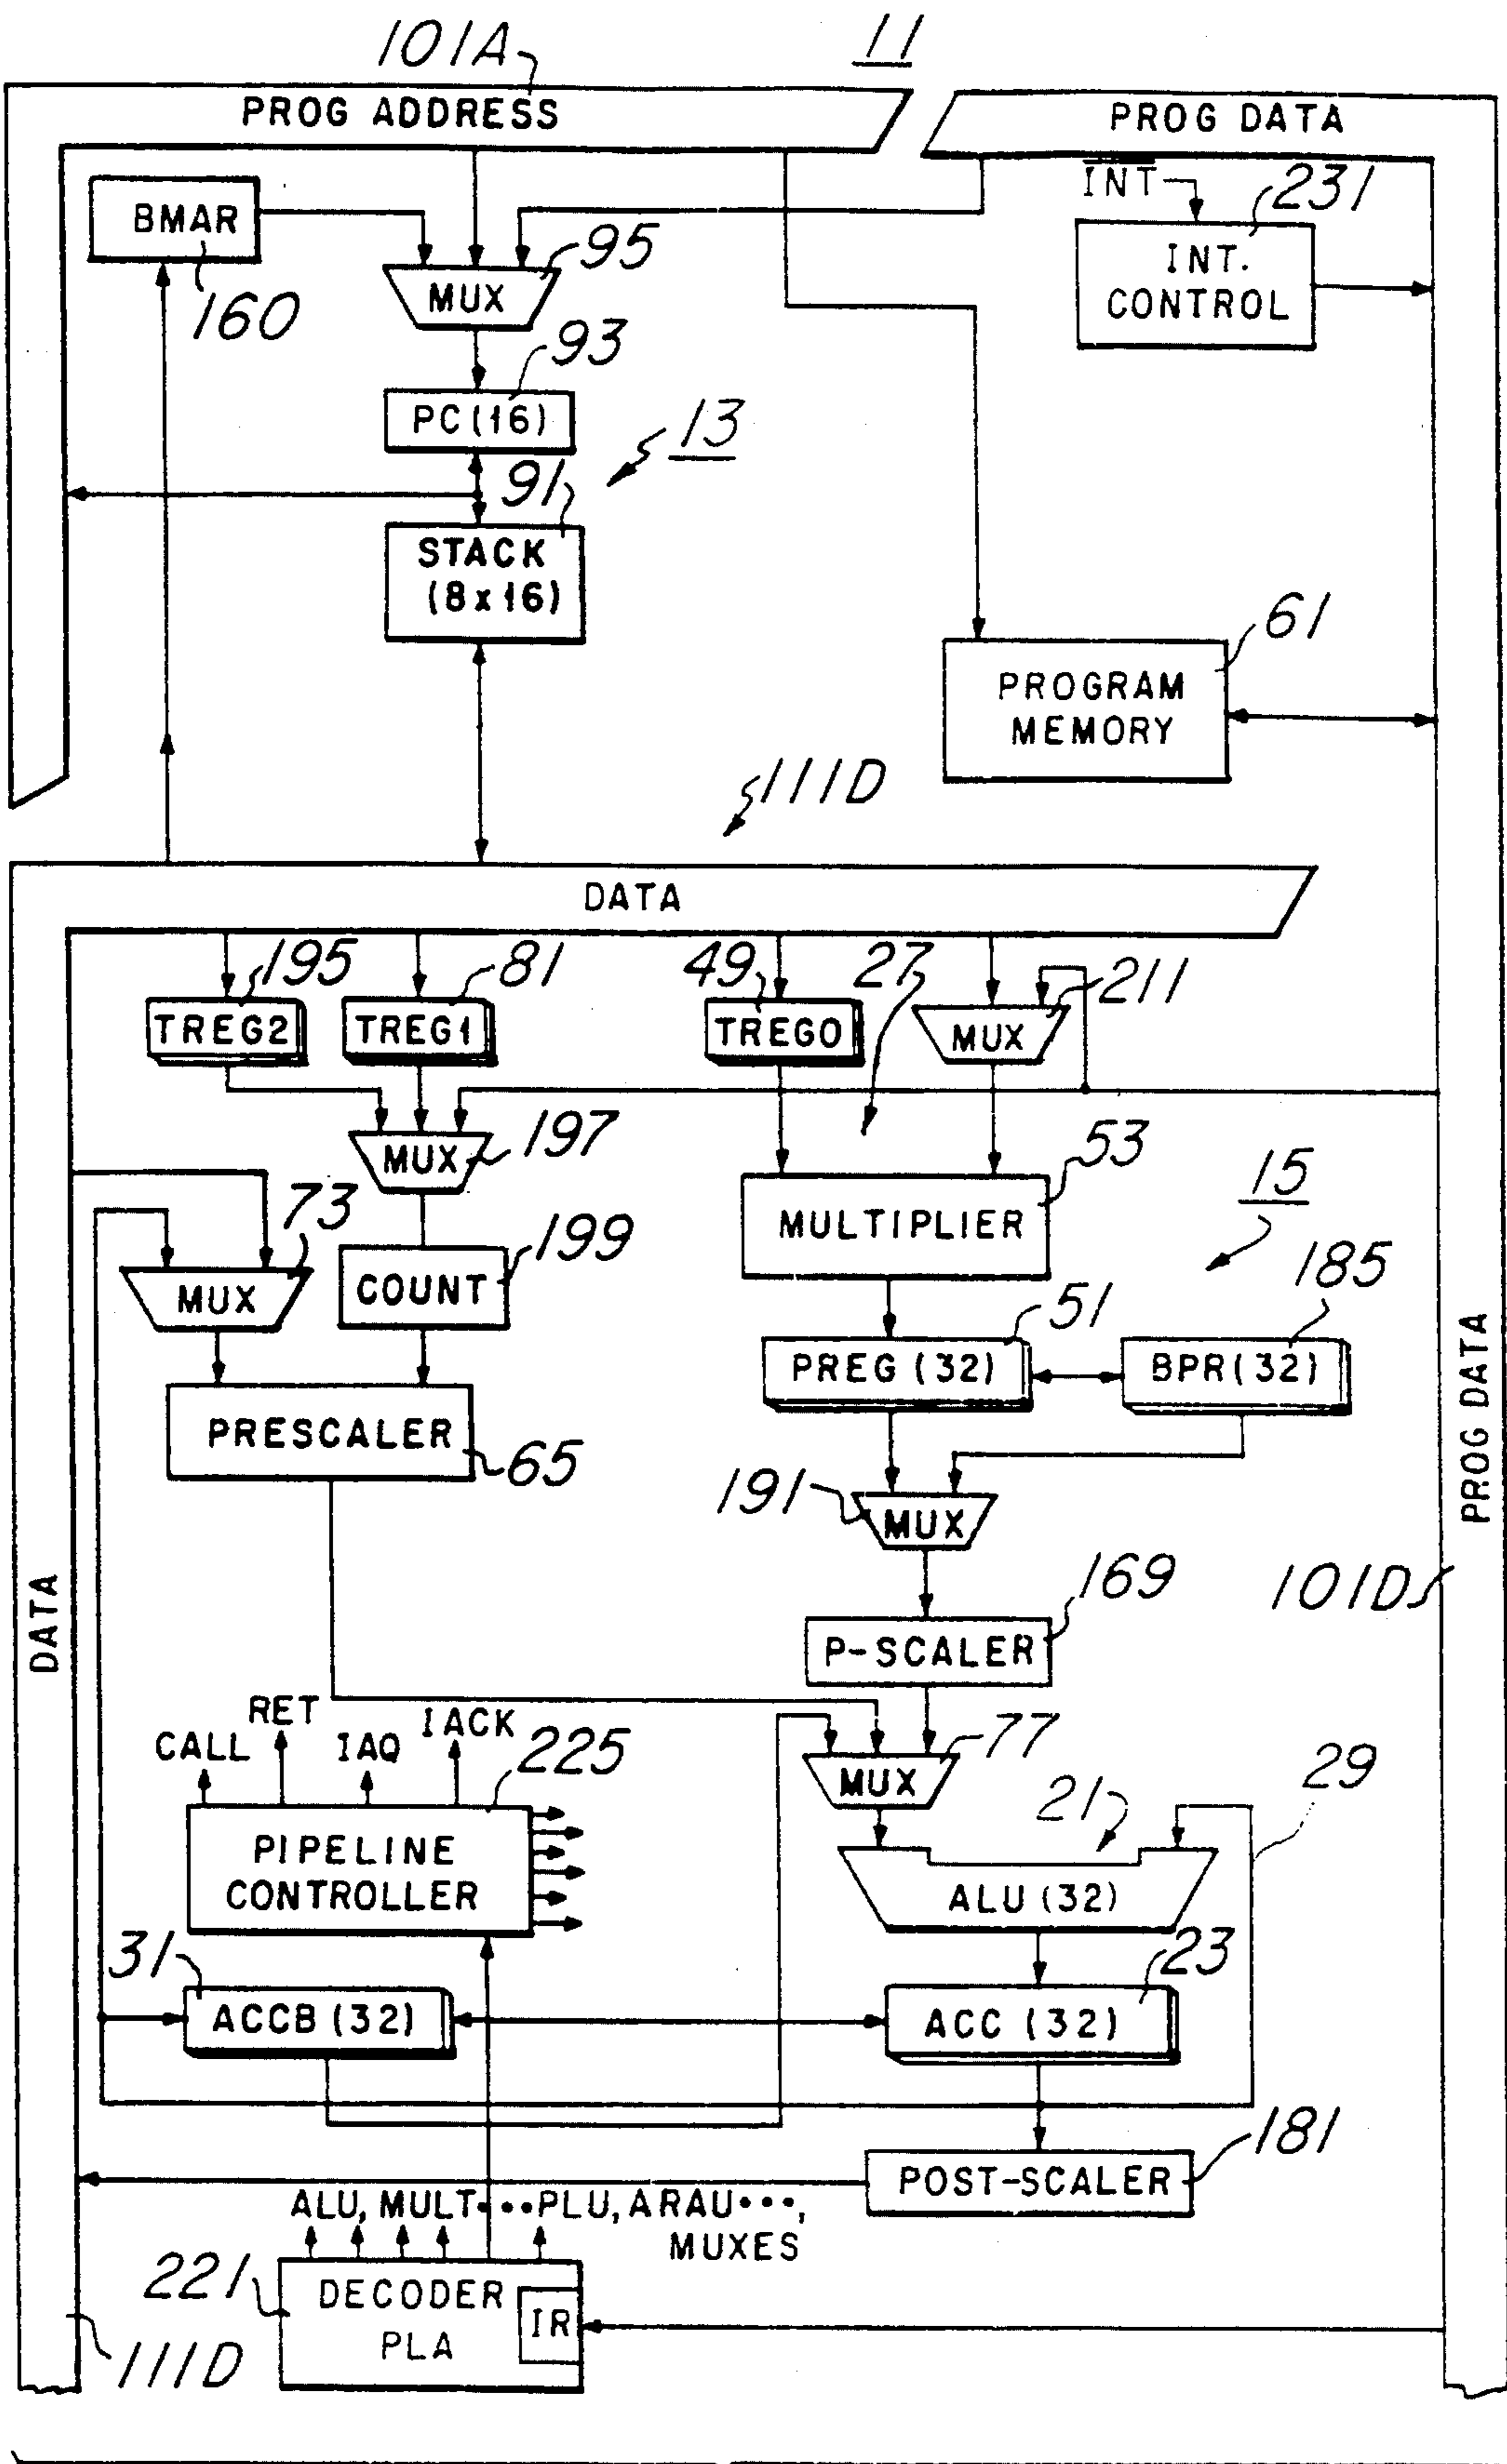 11
101A
PROG ADDRESS
PROG DATA
INT
231
BMAR
160
95
MUX
INT.
CONTROL
93
PC(16)
13
91
STACK
(8x16)
61
PROGRAM
MEMORY
111D
DATA
195
81
49
27
211
TREG2
TREG1
TREG0
MUX
197
MUX
53
73
MULTIPLIER
15
199
MUX
COUNT
51
185
PREG (32)
BPR(32)
PROG DATA
PRESCALER
65
191
MUX
DATA
169
101D
P-SCALER
CALL
RET
IAQ
IACK
225
77
MUX
29
21
PIPELINE
CONTROLLER
ALU (32)
31
23
ACCB (32)
ACC (32)
181
POST-SCALER
ALU, MULT•••PLU, ARAU•••,
MUXES
221
DECODER
PLA
IR
111D